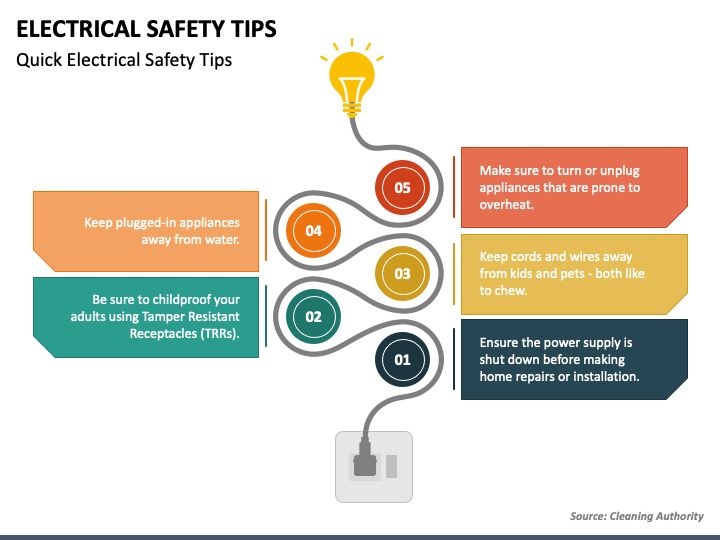 ELECTRICAL SAFETY TIPS
Quick Electrical Safety Tips
05
Make sure to turn or unplug
appliances that are prone to
overheat.
04
Keep plugged-in appliances
away from water.
03
Keep cords and wires away
from kids and pets - both like
to chew.
02
Be sure to childproof your
adults using Tamper Resistant
Receptacles (TRRs).
01
Ensure the power supply is
shut down before making
home repairs or installation.
Source: Cleaning Authority